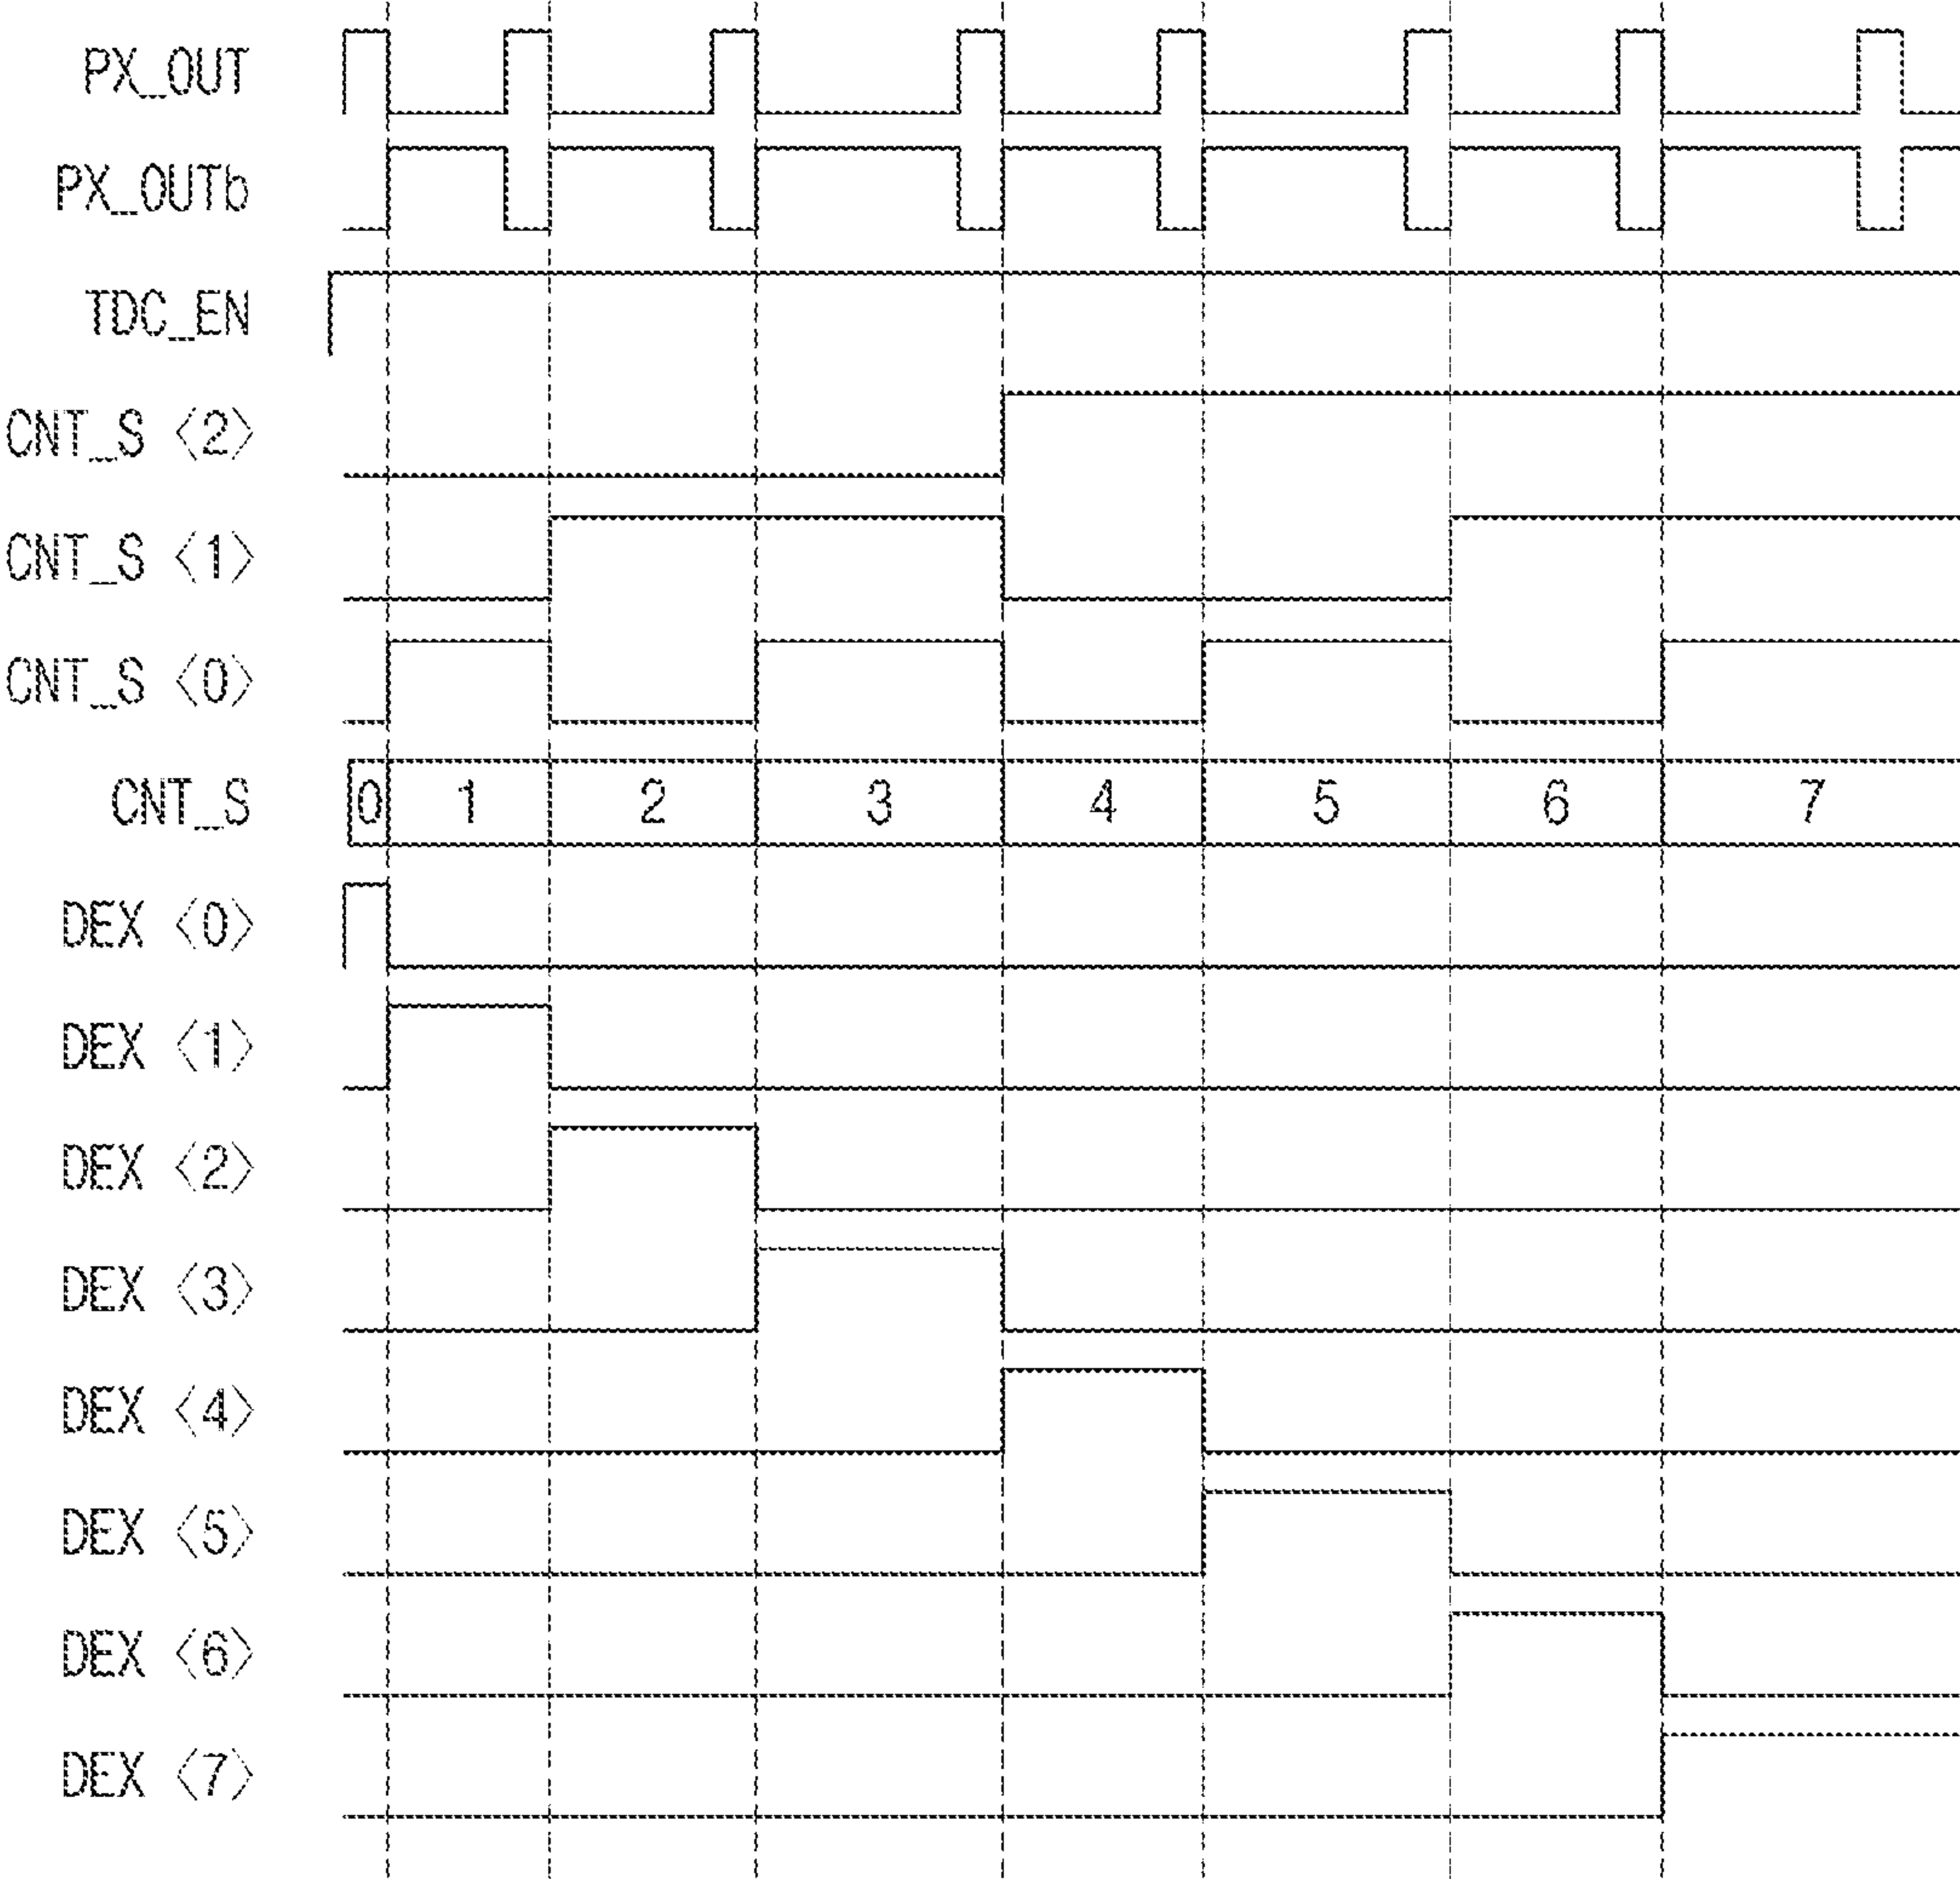 PX_OUT
PX_OUTb
TDC_EN
CNT_S 〈2〉
CNT_S 〈1〉
CNT_S 〈0〉
CNT_S 0 1 2 3 4 5 6 7
DEX 〈0〉
DEX 〈1〉
DEX 〈2〉
DEX 〈3〉
DEX 〈4〉
DEX 〈5〉
DEX 〈6〉
DEX 〈7〉